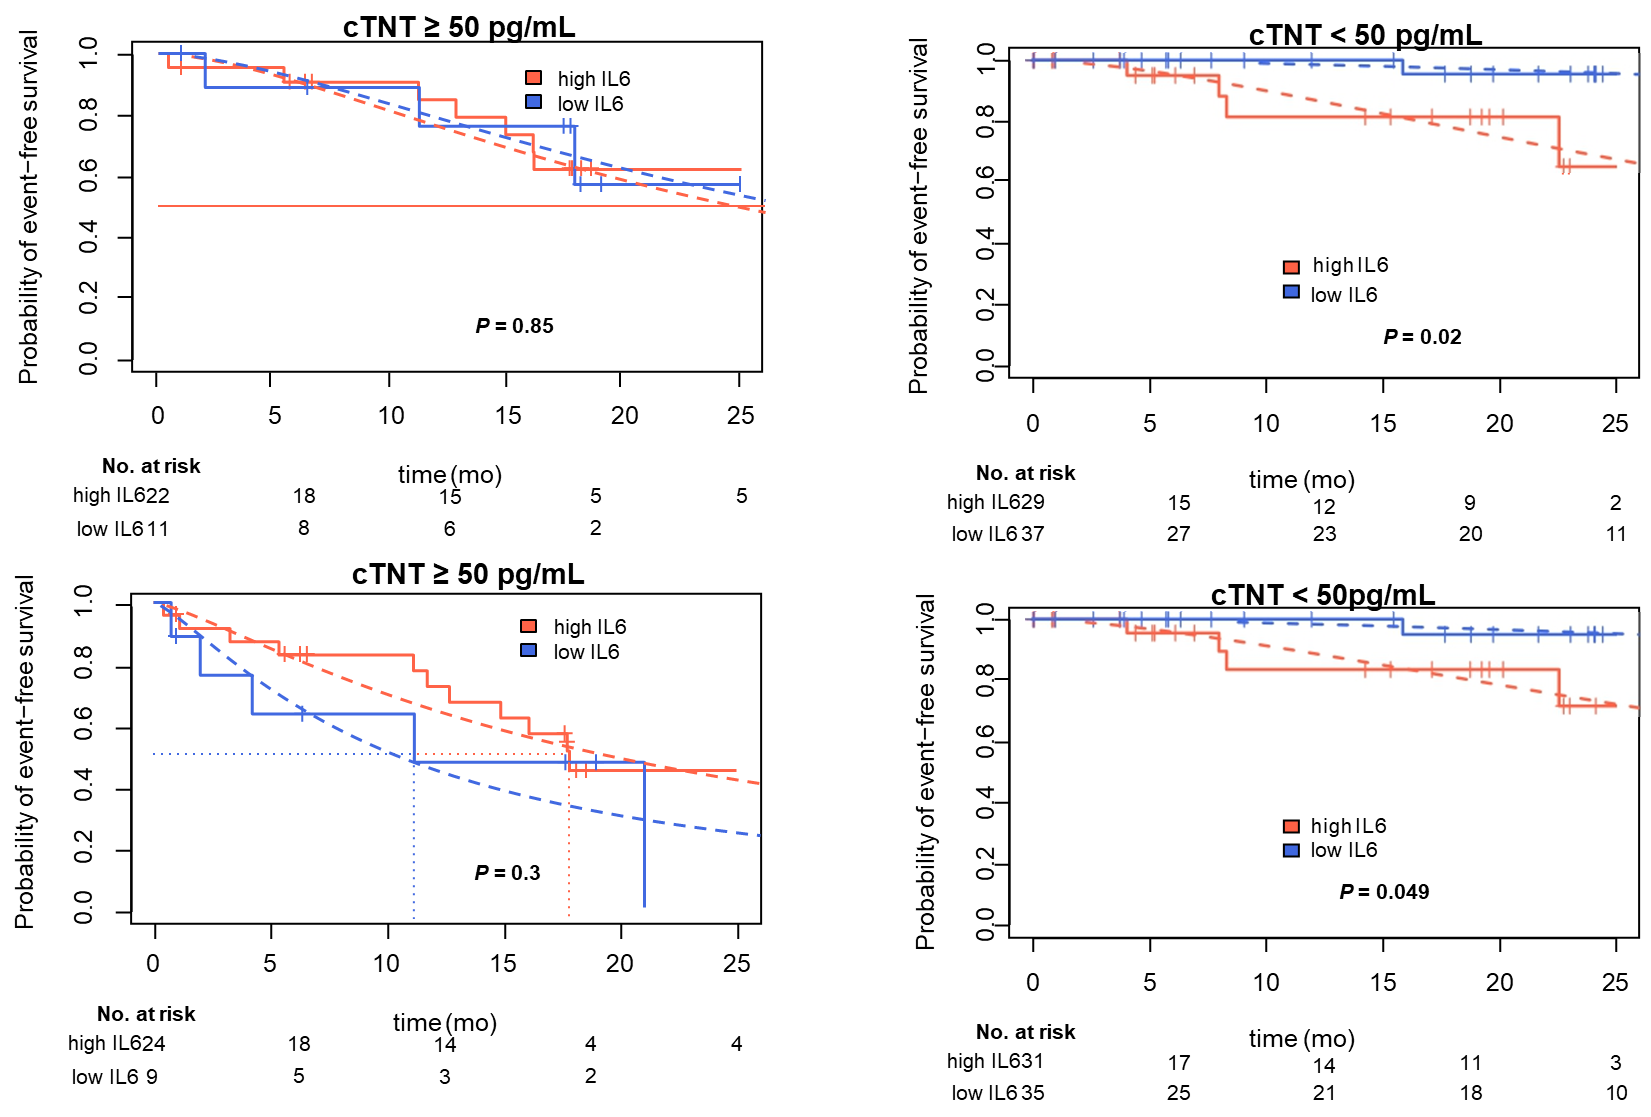 cTNT ≥ 50 pg/mL
Probability of event-free survival
1.0
0.8
0.6
0.4
0.2
0.0
high IL6
low IL6
P = 0.85
0 5 10 15 20 25
time (mo)
No. at risk
high IL6 22 18 15 5 5
low IL6 11 8 6 2
cTNT < 50 pg/mL
Probability of event-free survival
1.0
0.8
0.6
0.4
0.2
0.0
high IL6
low IL6
P = 0.02
0 5 10 15 20 25
time (mo)
No. at risk
high IL6 29 15 12 9 2
low IL6 37 27 23 20 11
cTNT ≥ 50 pg/mL
Probability of event-free survival
1.0
0.8
0.6
0.4
0.2
0.0
high IL6
low IL6
P = 0.3
0 5 10 15 20 25
time (mo)
No. at risk
high IL6 24 18 14 4 4
low IL6 9 5 3 2
cTNT < 50pg/mL
Probability of event-free survival
1.0
0.8
0.6
0.4
0.2
0.0
high IL6
low IL6
P = 0.049
0 5 10 15 20 25
time (mo)
No. at risk
high IL6 31 17 14 11 3
low IL6 35 25 21 18 10